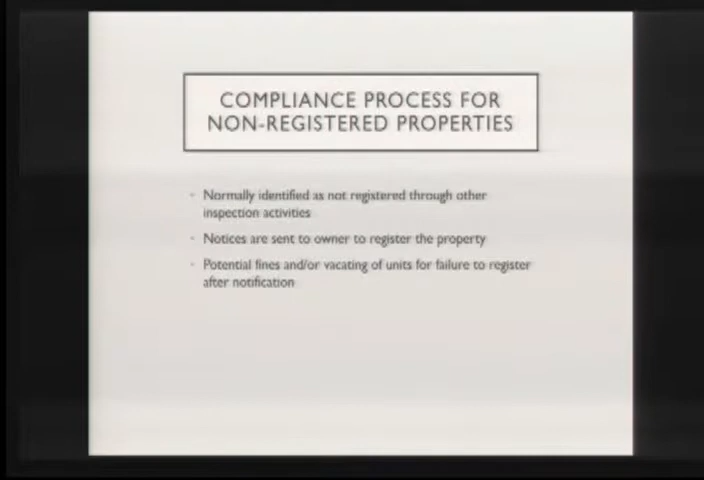 COMPLIANCE PROCESS FOR
NON-REGISTERED PROPERTIES
Normally identified as not registered through other
inspection activities
Notices are sent to owner to register the property
Potential fines and/or vacating of units for failure to register
after notification